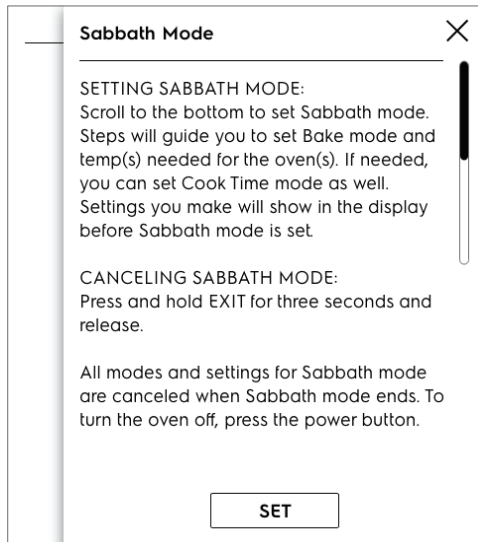 Sabbath Mode
SETTING SABBATH MODE:
Scroll to the bottom to set Sabbath mode.
Steps will guide you to set Bake mode and
temp(s) needed for the oven(s). If needed,
you can set Cook Time mode as well.
Settings you make will show in the display
before Sabbath mode is set.
CANCELING SABBATH MODE:
Press and hold EXIT for three seconds and
release.
All modes and settings for Sabbath mode
are canceled when Sabbath mode ends. To
turn the oven off, press the power button.
SET